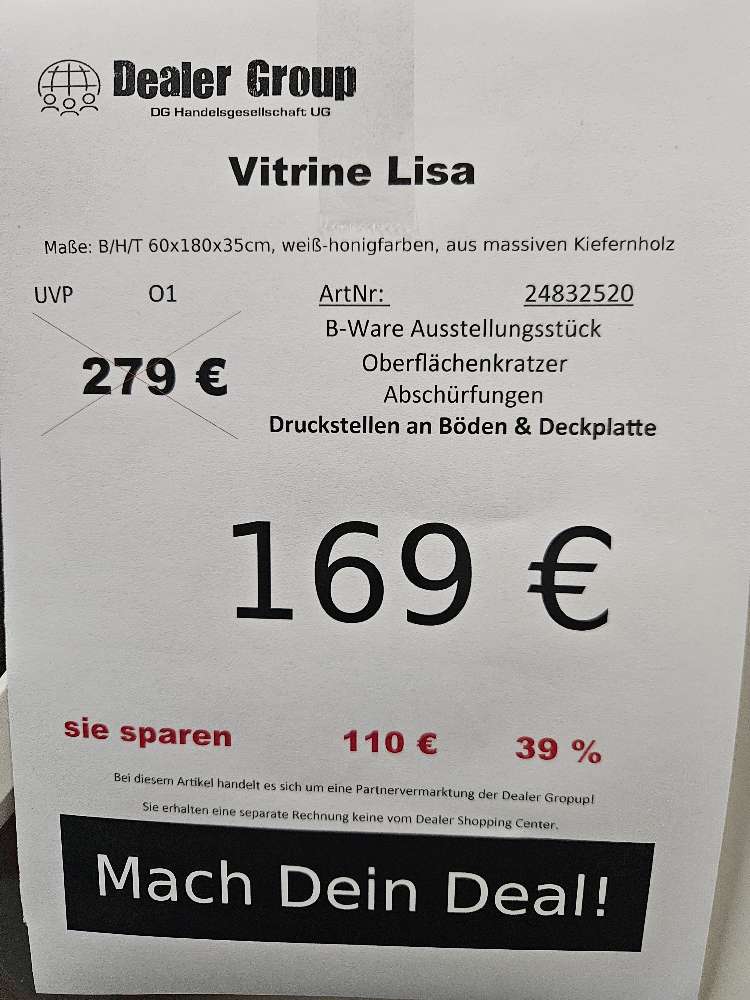 Dealer Group
DG Handelsgesellschaft UG
Vitrine Lisa
Maße: B/H/T 60x180x35cm, weiß-honigfarben, aus massiven Kiefernholz
UVP O1 ArtNr: 24832520
B-Ware Ausstellungsstück
279 € Oberflächenkratzer
Abschürfungen
Druckstellen an Böden & Deckplatte
169 €
sie sparen 110 € 39 %
Bei diesem Artikel handelt es sich um eine Partnervermarktung der Dealer Gropup!
Sie erhalten eine separate Rechnung keine vom Dealer Shopping Center.
Mach Dein Deal!